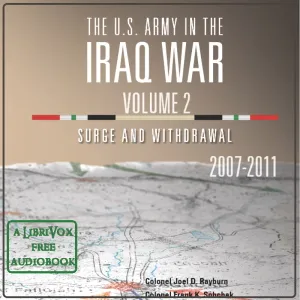 THE U.S. ARMY IN THE
IRAQ WAR
VOLUME 2
SURGE AND WITHDRAWAL
2007-2011
A LIBRIVOX
FREE
AUDIOBOOK
Colonel Joel D. Rayburn
Colonel Frank K. Sobchak